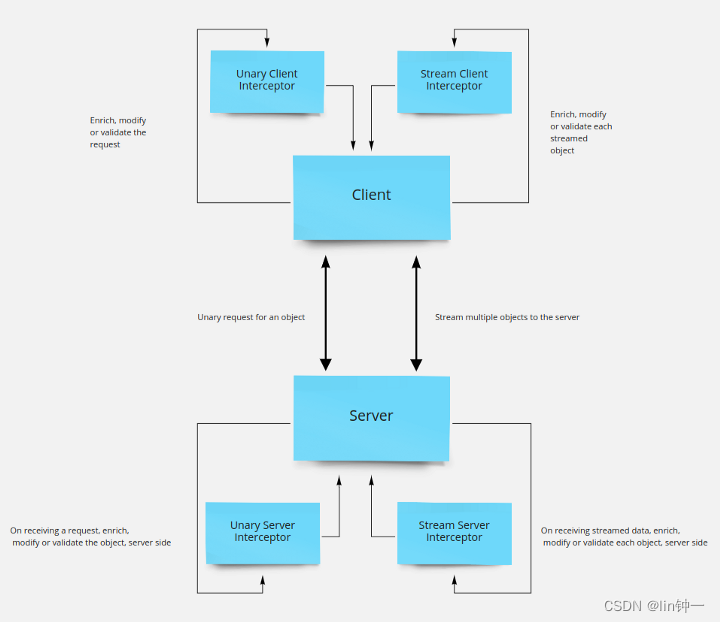 Unary Client
Interceptor
Stream Client
Interceptor
Enrich, modify
or validate the
request
Enrich, modify
or validate each
streamed
object
Client
Unary request for an object
Stream multiple objects to the server
Server
Unary Server
Interceptor
Stream Server
Interceptor
On receiving a request, enrich,
modify or validate the object, server side
On receiving streamed data, enrich,
modify or validate each object, server side
CSDN @lin钟一